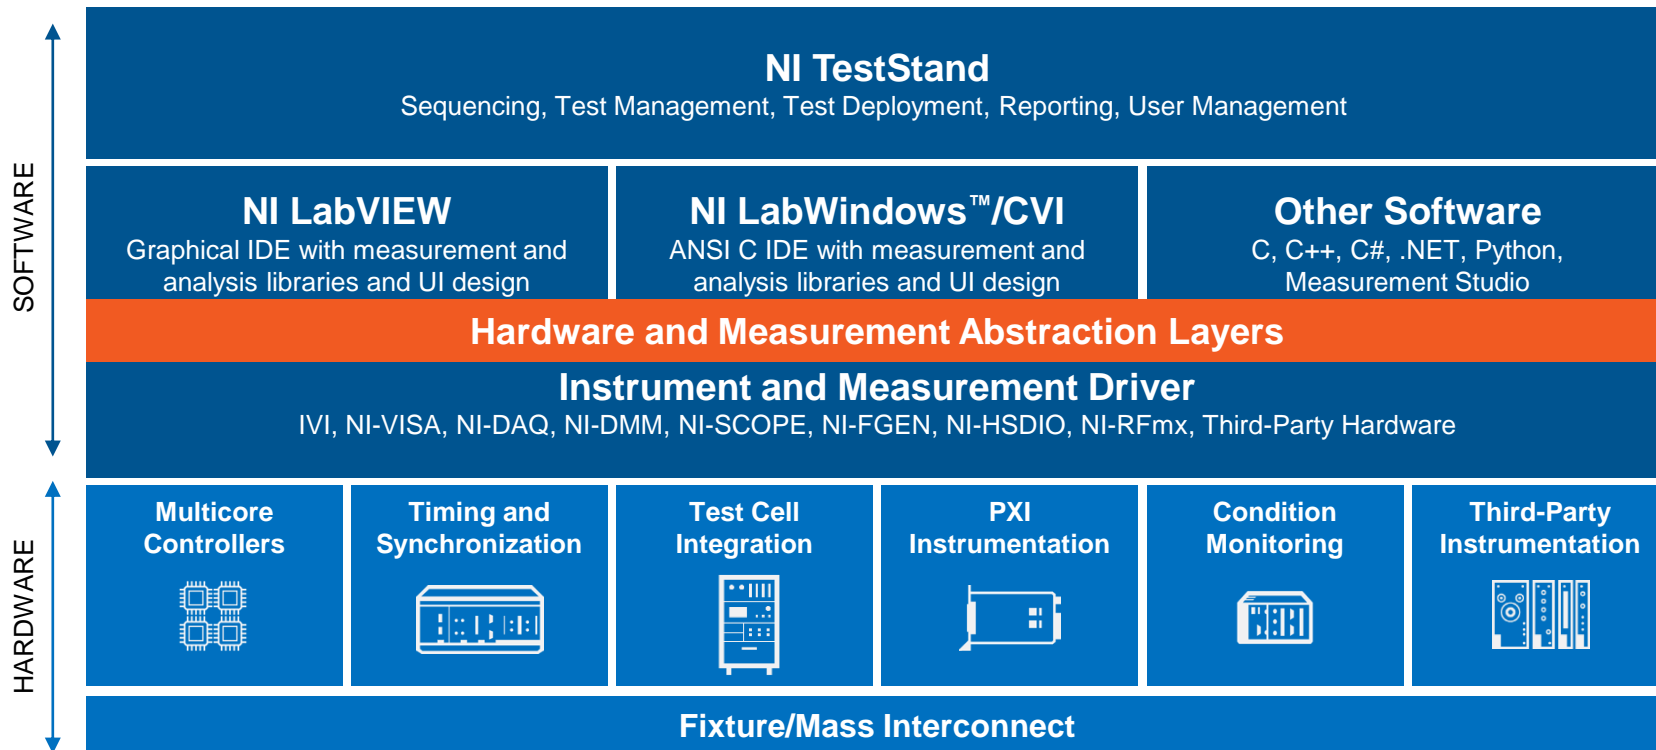 SOFTWARE
NI TestStand
Sequencing, Test Management, Test Deployment, Reporting, User Management
NI LabVIEW
Graphical IDE with measurement and
analysis libraries and UI design
NI LabWindows™/CVI
ANSI C IDE with measurement and
analysis libraries and UI design
Other Software
C, C++, C#, .NET, Python,
Measurement Studio
Hardware and Measurement Abstraction Layers
Instrument and Measurement Driver
IVI, NI-VISA, NI-DAQ, NI-DMM, NI-SCOPE, NI-FGEN, NI-HSDIO, NI-RFmx, Third-Party Hardware
HARDWARE
Multicore
Controllers
Timing and
Synchronization
Test Cell
Integration
PXI
Instrumentation
Condition
Monitoring
Third-Party
Instrumentation
Fixture/Mass Interconnect